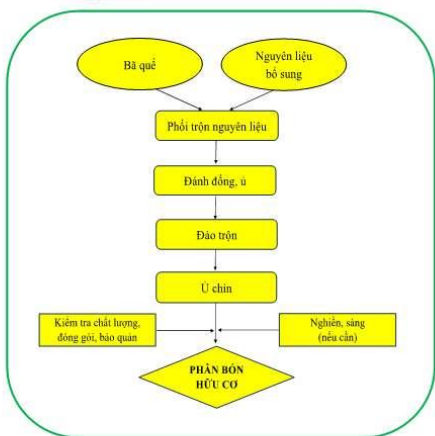 Bã quế
Nguyên liệu
bổ sung
Phối trộn nguyên liệu
Đánh đống, ủ
Đảo trộn
Ủ chín
Kiểm tra chất lượng,
đóng gói, bảo quản
Nghiền, sàng
(nếu cần)
PHÂN BÓN
HỮU CƠ